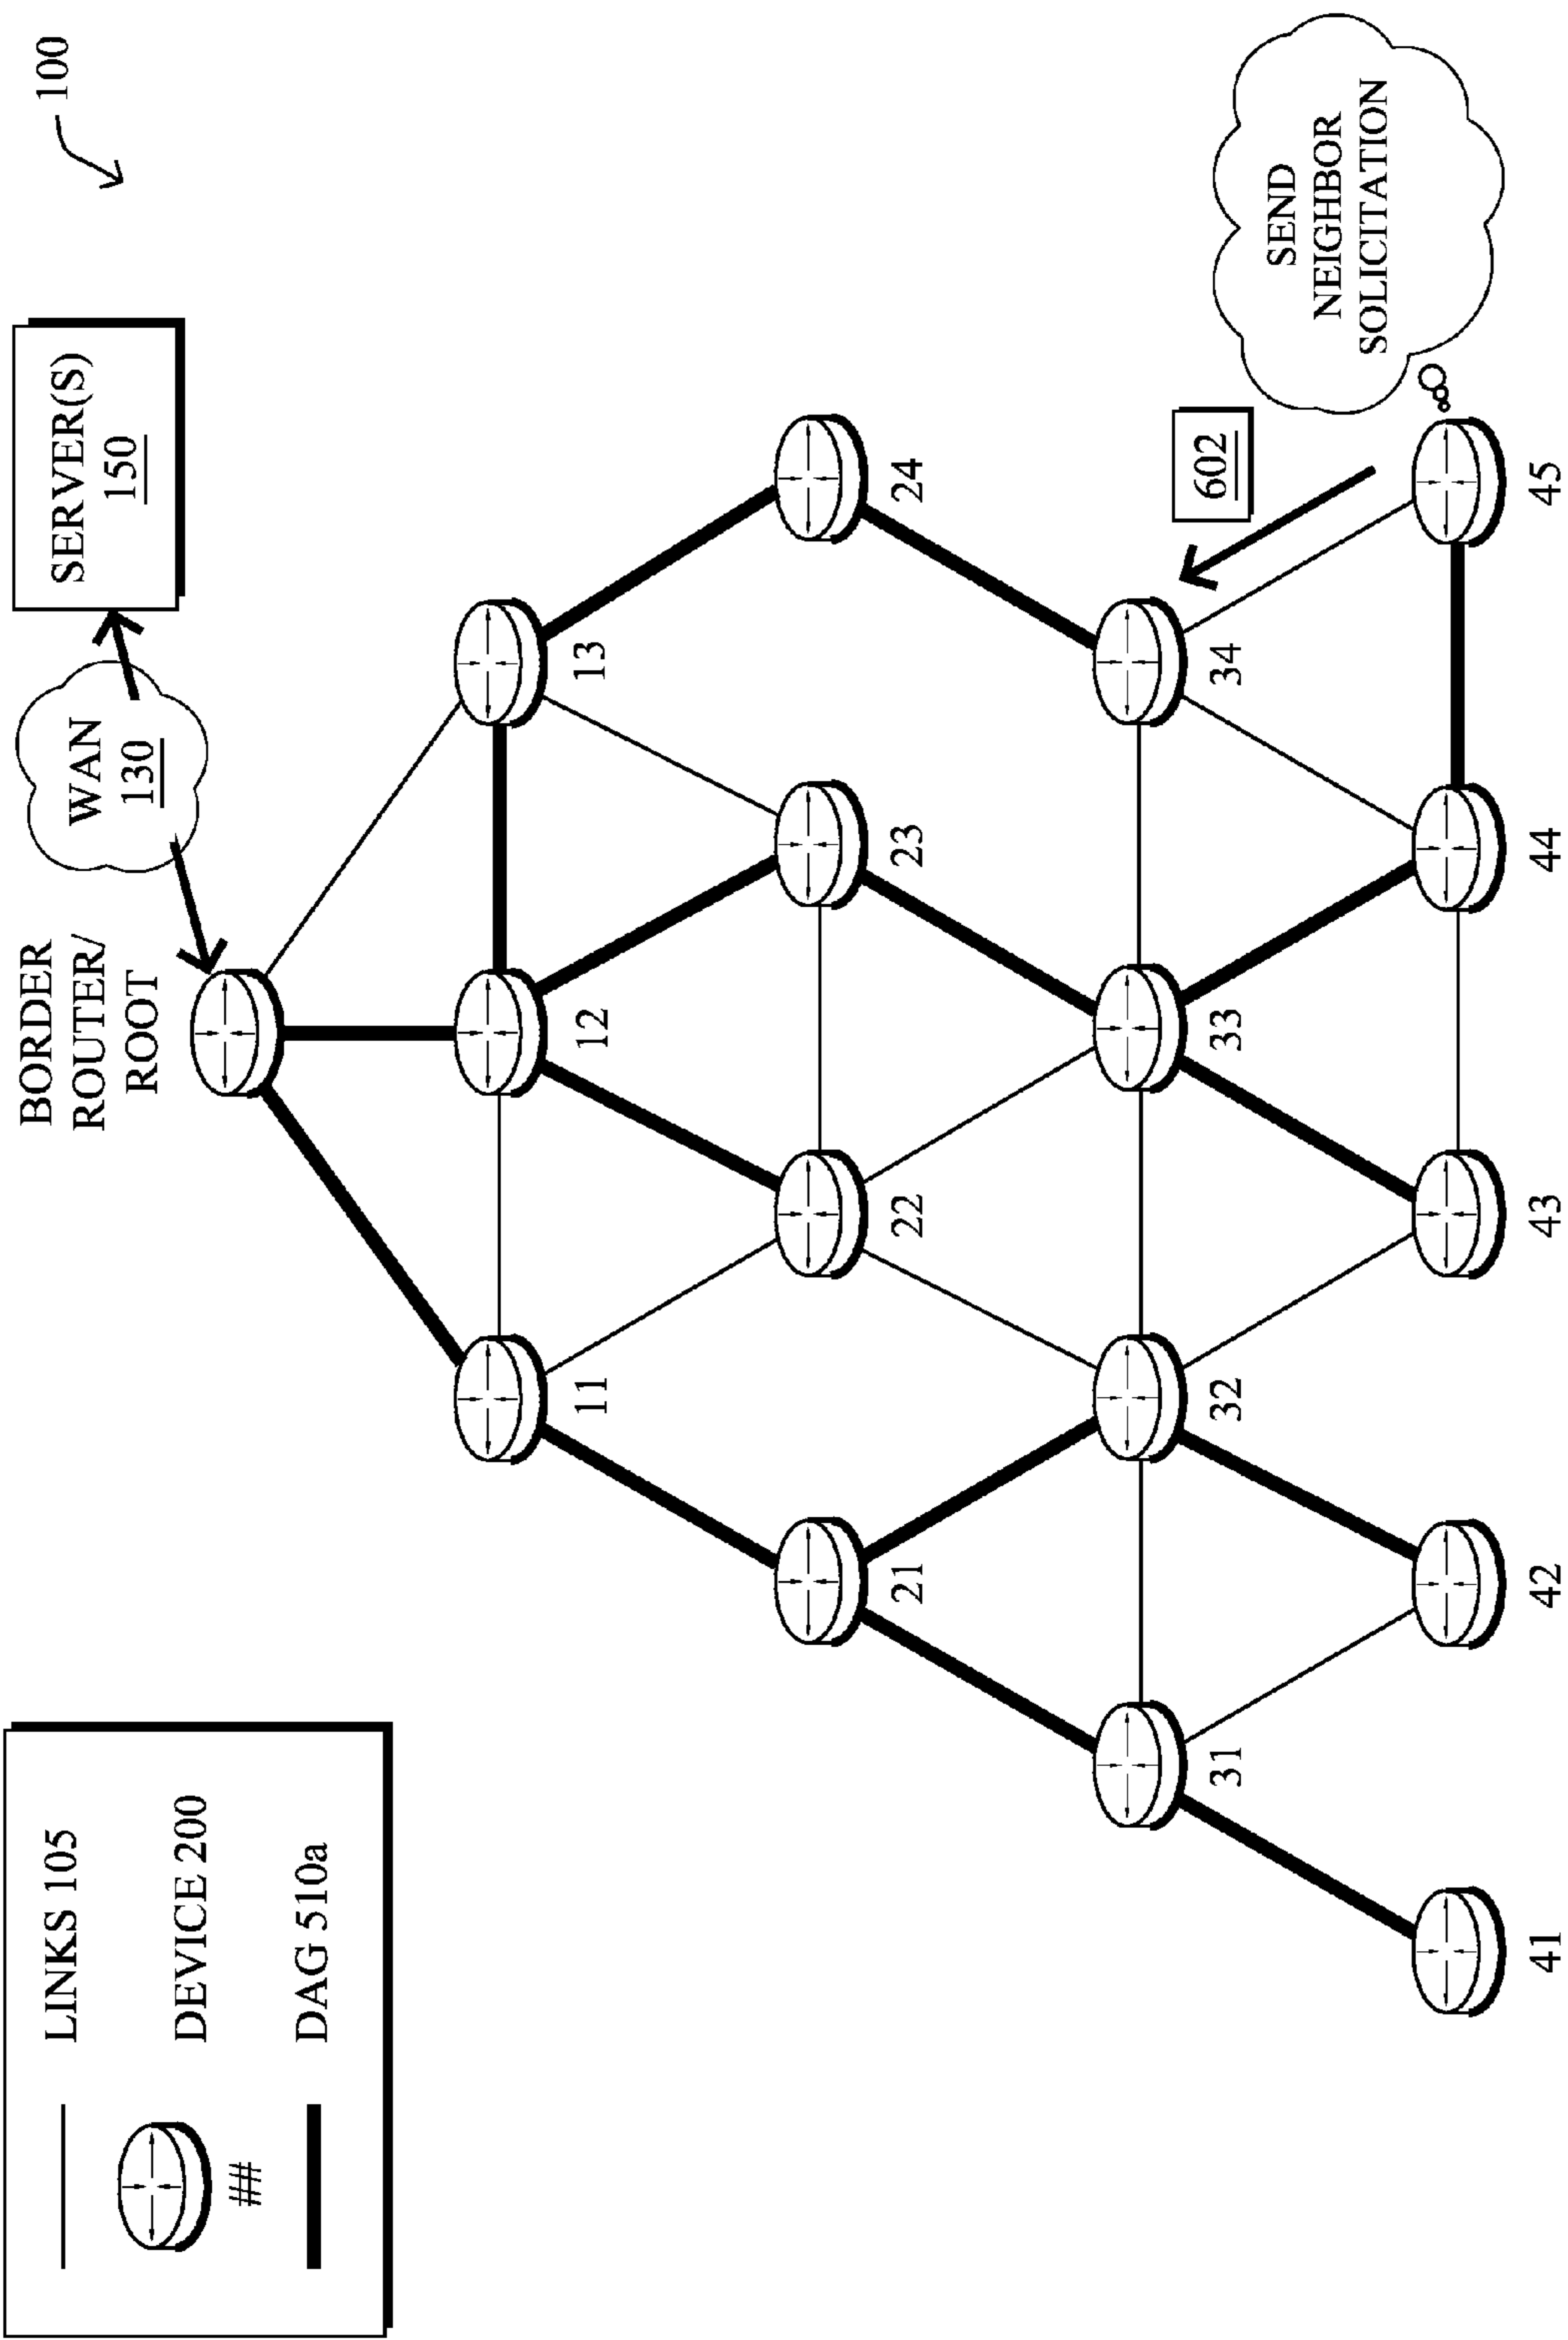 100
SERVER(S)
150
WAN
130
BORDER
ROUTER/
ROOT
LINKS 105
DEVICE 200
##
DAG 510a
11
12
13
21
22
23
24
31
32
33
34
602
SEND
NEIGHBOR
SOLICITATION
41
42
43
44
45